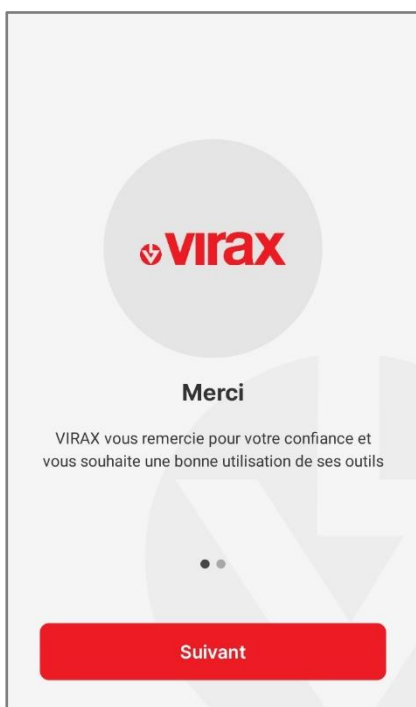 virax
Merci
VIRAX vous remercie pour votre confiance et
vous souhaite une bonne utilisation de ses outils
Suivant